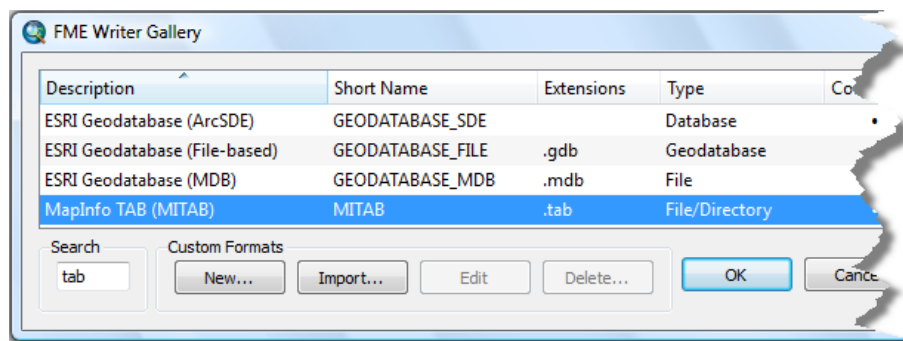 FME Writer Gallery
Description Short Name Extensions Type
ESRI Geodatabase (ArcSDE) GEODATABASE_SDE Database
ESRI Geodatabase (File-based) GEODATABASE_FILE .gdb Geodatabase
ESRI Geodatabase (MDB) GEODATABASE_MDB .mdb File
MapInfo TAB (MITAB) MITAB .tab File/Directory
Search Custom Formats
tab New... Import... Edit Delete... OK Cance